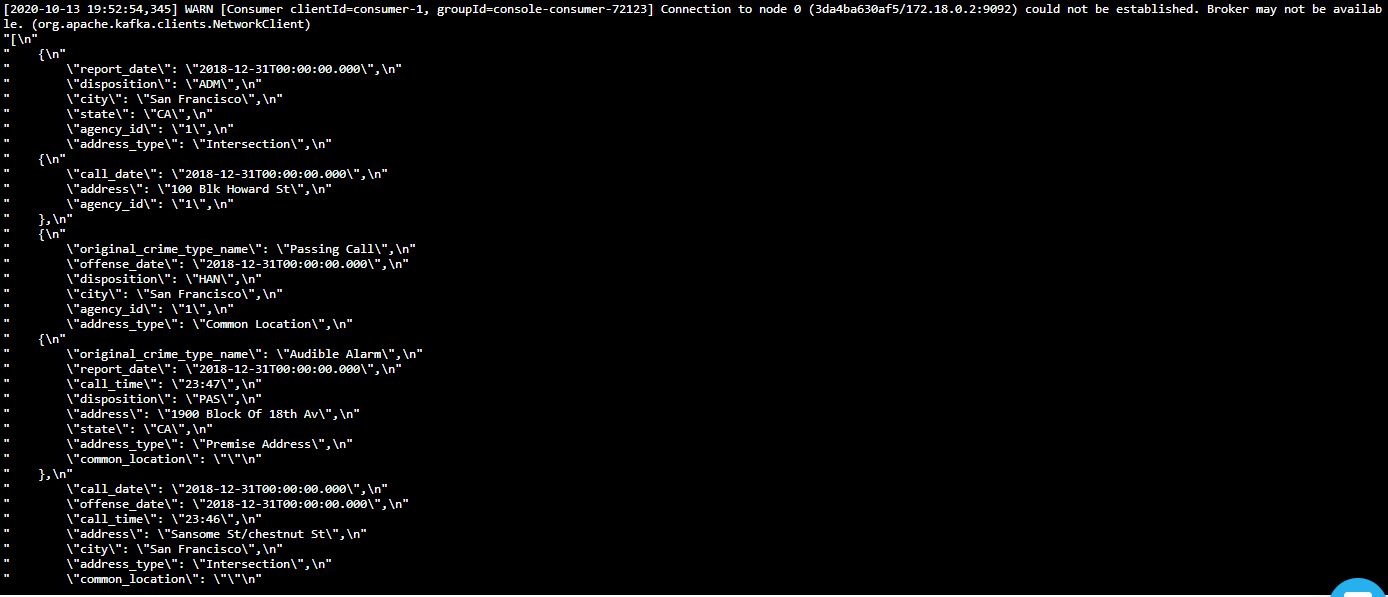 [2020-10-13 19:52:54,345] WARN [Consumer clientId=consumer-1, groupId=console-consumer-72123] Connection to node 0 (3da4ba630af5/172.18.0.2:9092) could not be established. Broker may not be availab
le. (org.apache.kafka.clients.NetworkClient)
"[\n"
"    {\n"
"        \"report_date\": \"2018-12-31T00:00:00.000\",\n"
"        \"disposition\": \"ADM\",\n"
"        \"city\": \"San Francisco\",\n"
"        \"state\": \"CA\",\n"
"        \"agency_id\": \"1\",\n"
"        \"address_type\": \"Intersection\",\n"
"    {\n"
"        \"call_date\": \"2018-12-31T00:00:00.000\",\n"
"        \"address\": \"100 Blk Howard St\",\n"
"        \"agency_id\": \"1\",\n"
"    },\n"
"    {\n"
"        \"original_crime_type_name\": \"Passing Call\",\n"
"        \"offense_date\": \"2018-12-31T00:00:00.000\",\n"
"        \"disposition\": \"HAN\",\n"
"        \"city\": \"San Francisco\",\n"
"        \"agency_id\": \"1\",\n"
"        \"address_type\": \"Common Location\",\n"
"    {\n"
"        \"original_crime_type_name\": \"Audible Alarm\",\n"
"        \"report_date\": \"2018-12-31T00:00:00.000\",\n"
"        \"call_time\": \"23:47\",\n"
"        \"disposition\": \"PAS\",\n"
"        \"address\": \"1900 Block Of 18th Av\",\n"
"        \"state\": \"CA\",\n"
"        \"address_type\": \"Premise Address\",\n"
"        \"common_location\": \"\"\n"
"    },\n"
"        \"call_date\": \"2018-12-31T00:00:00.000\",\n"
"        \"offense_date\": \"2018-12-31T00:00:00.000\",\n"
"        \"call_time\": \"23:46\",\n"
"        \"address\": \"Sansome St/chestnut St\",\n"
"        \"city\": \"San Francisco\",\n"
"        \"address_type\": \"Intersection\",\n"
"        \"common_location\": \"\"\n"